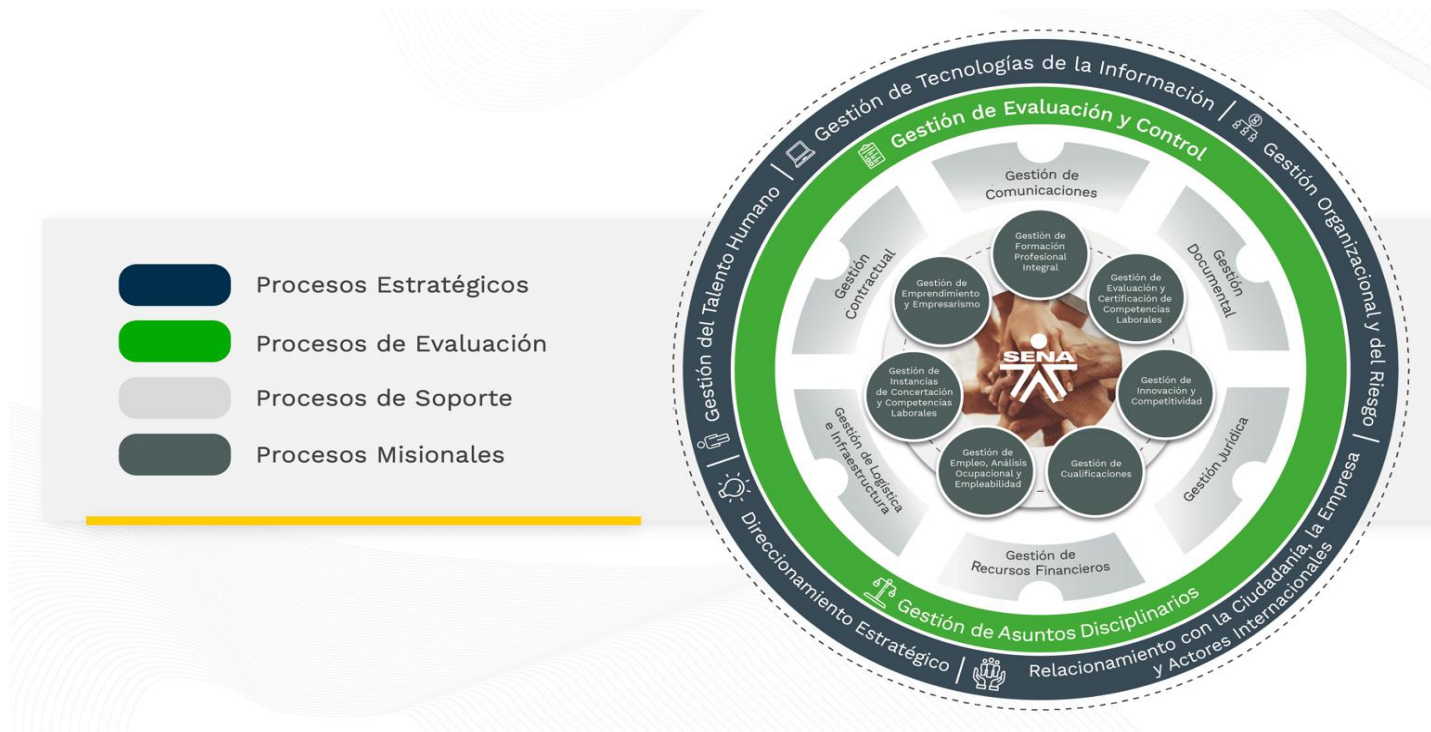 Procesos Estratégicos
Procesos de Evaluación
Procesos de Soporte
Procesos Misionales
Gestión de Tecnologías de la Información
Gestión Organizacional y del Riesgo
Relacionamiento con la Ciudadanía, la Empresa
y Actores Internacionales
Direccionamiento Estratégico
Gestión del Talento Humano
Gestión de Evaluación y Control
Gestión de Asuntos Disciplinarios
Gestión de
Comunicaciones
Gestión
Documental
Gestión Jurídica
Gestión de
Recursos Financieros
Gestión de Logística
e Infraestructura
Gestión
Contractual
Gestión de
Formación
Profesional
Integral
Gestión de
Evaluación y
Certificación de
Competencias
Laborales
Gestión de
Innovación y
Competitividad
Gestión de
Cualificaciones
Gestión de
Empleo, Análisis
Ocupacional y
Empleabilidad
Gestión de
Instancias
de Concertación
y Competencias
Laborales
Gestión de
Emprendimiento
y Empresarismo
SENA